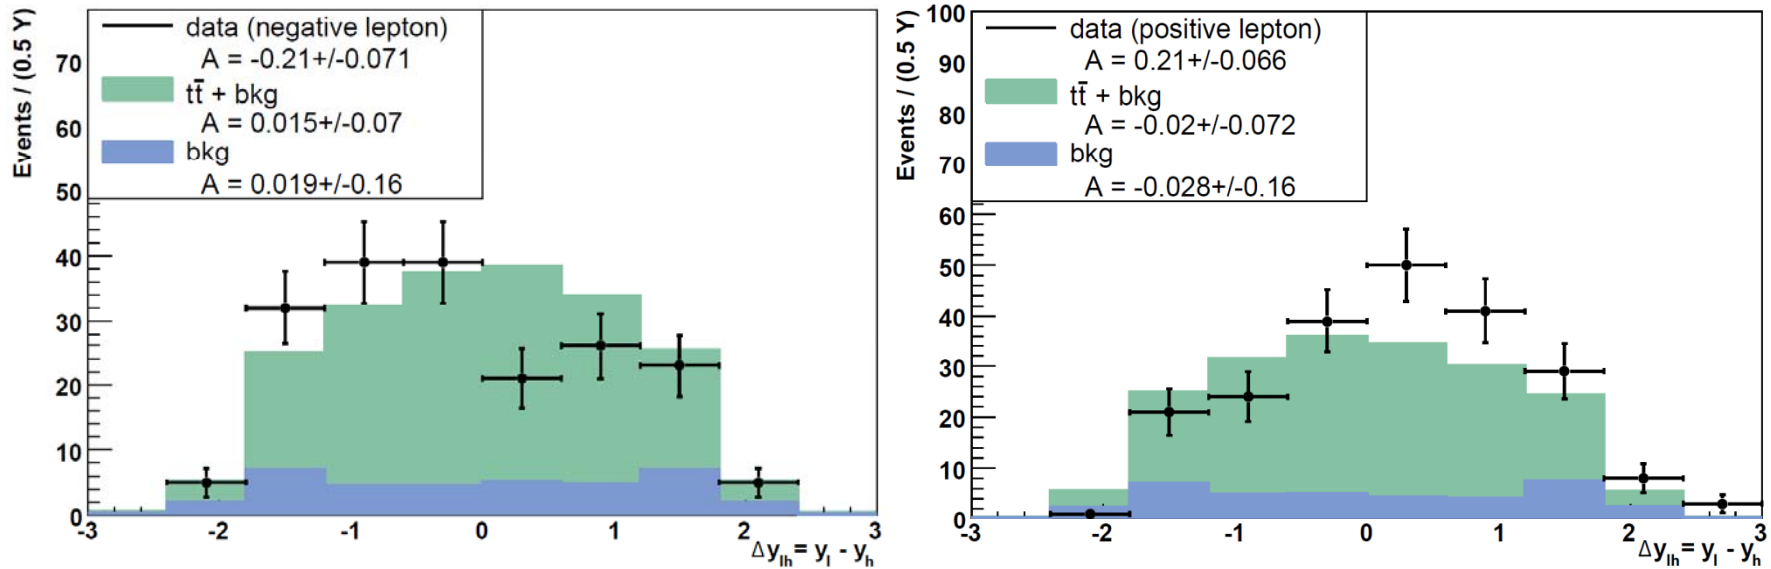 Events / (0.5 Y)
data (negative lepton)
A = -0.21+/-0.071
tt̄ + bkg
A = 0.015+/-0.07
bkg
A = 0.019+/-0.16
70
60
50
40
30
20
10
0
-3 -2 -1 0 1 2 3
Δy_lh= y_l - y_h
Events / (0.5 Y)
data (positive lepton)
A = 0.21+/-0.066
tt̄ + bkg
A = -0.02+/-0.072
bkg
A = -0.028+/-0.16
100
90
80
70
60
50
40
30
20
10
0
-3 -2 -1 0 1 2 3
Δy_lh= y_l - y_h